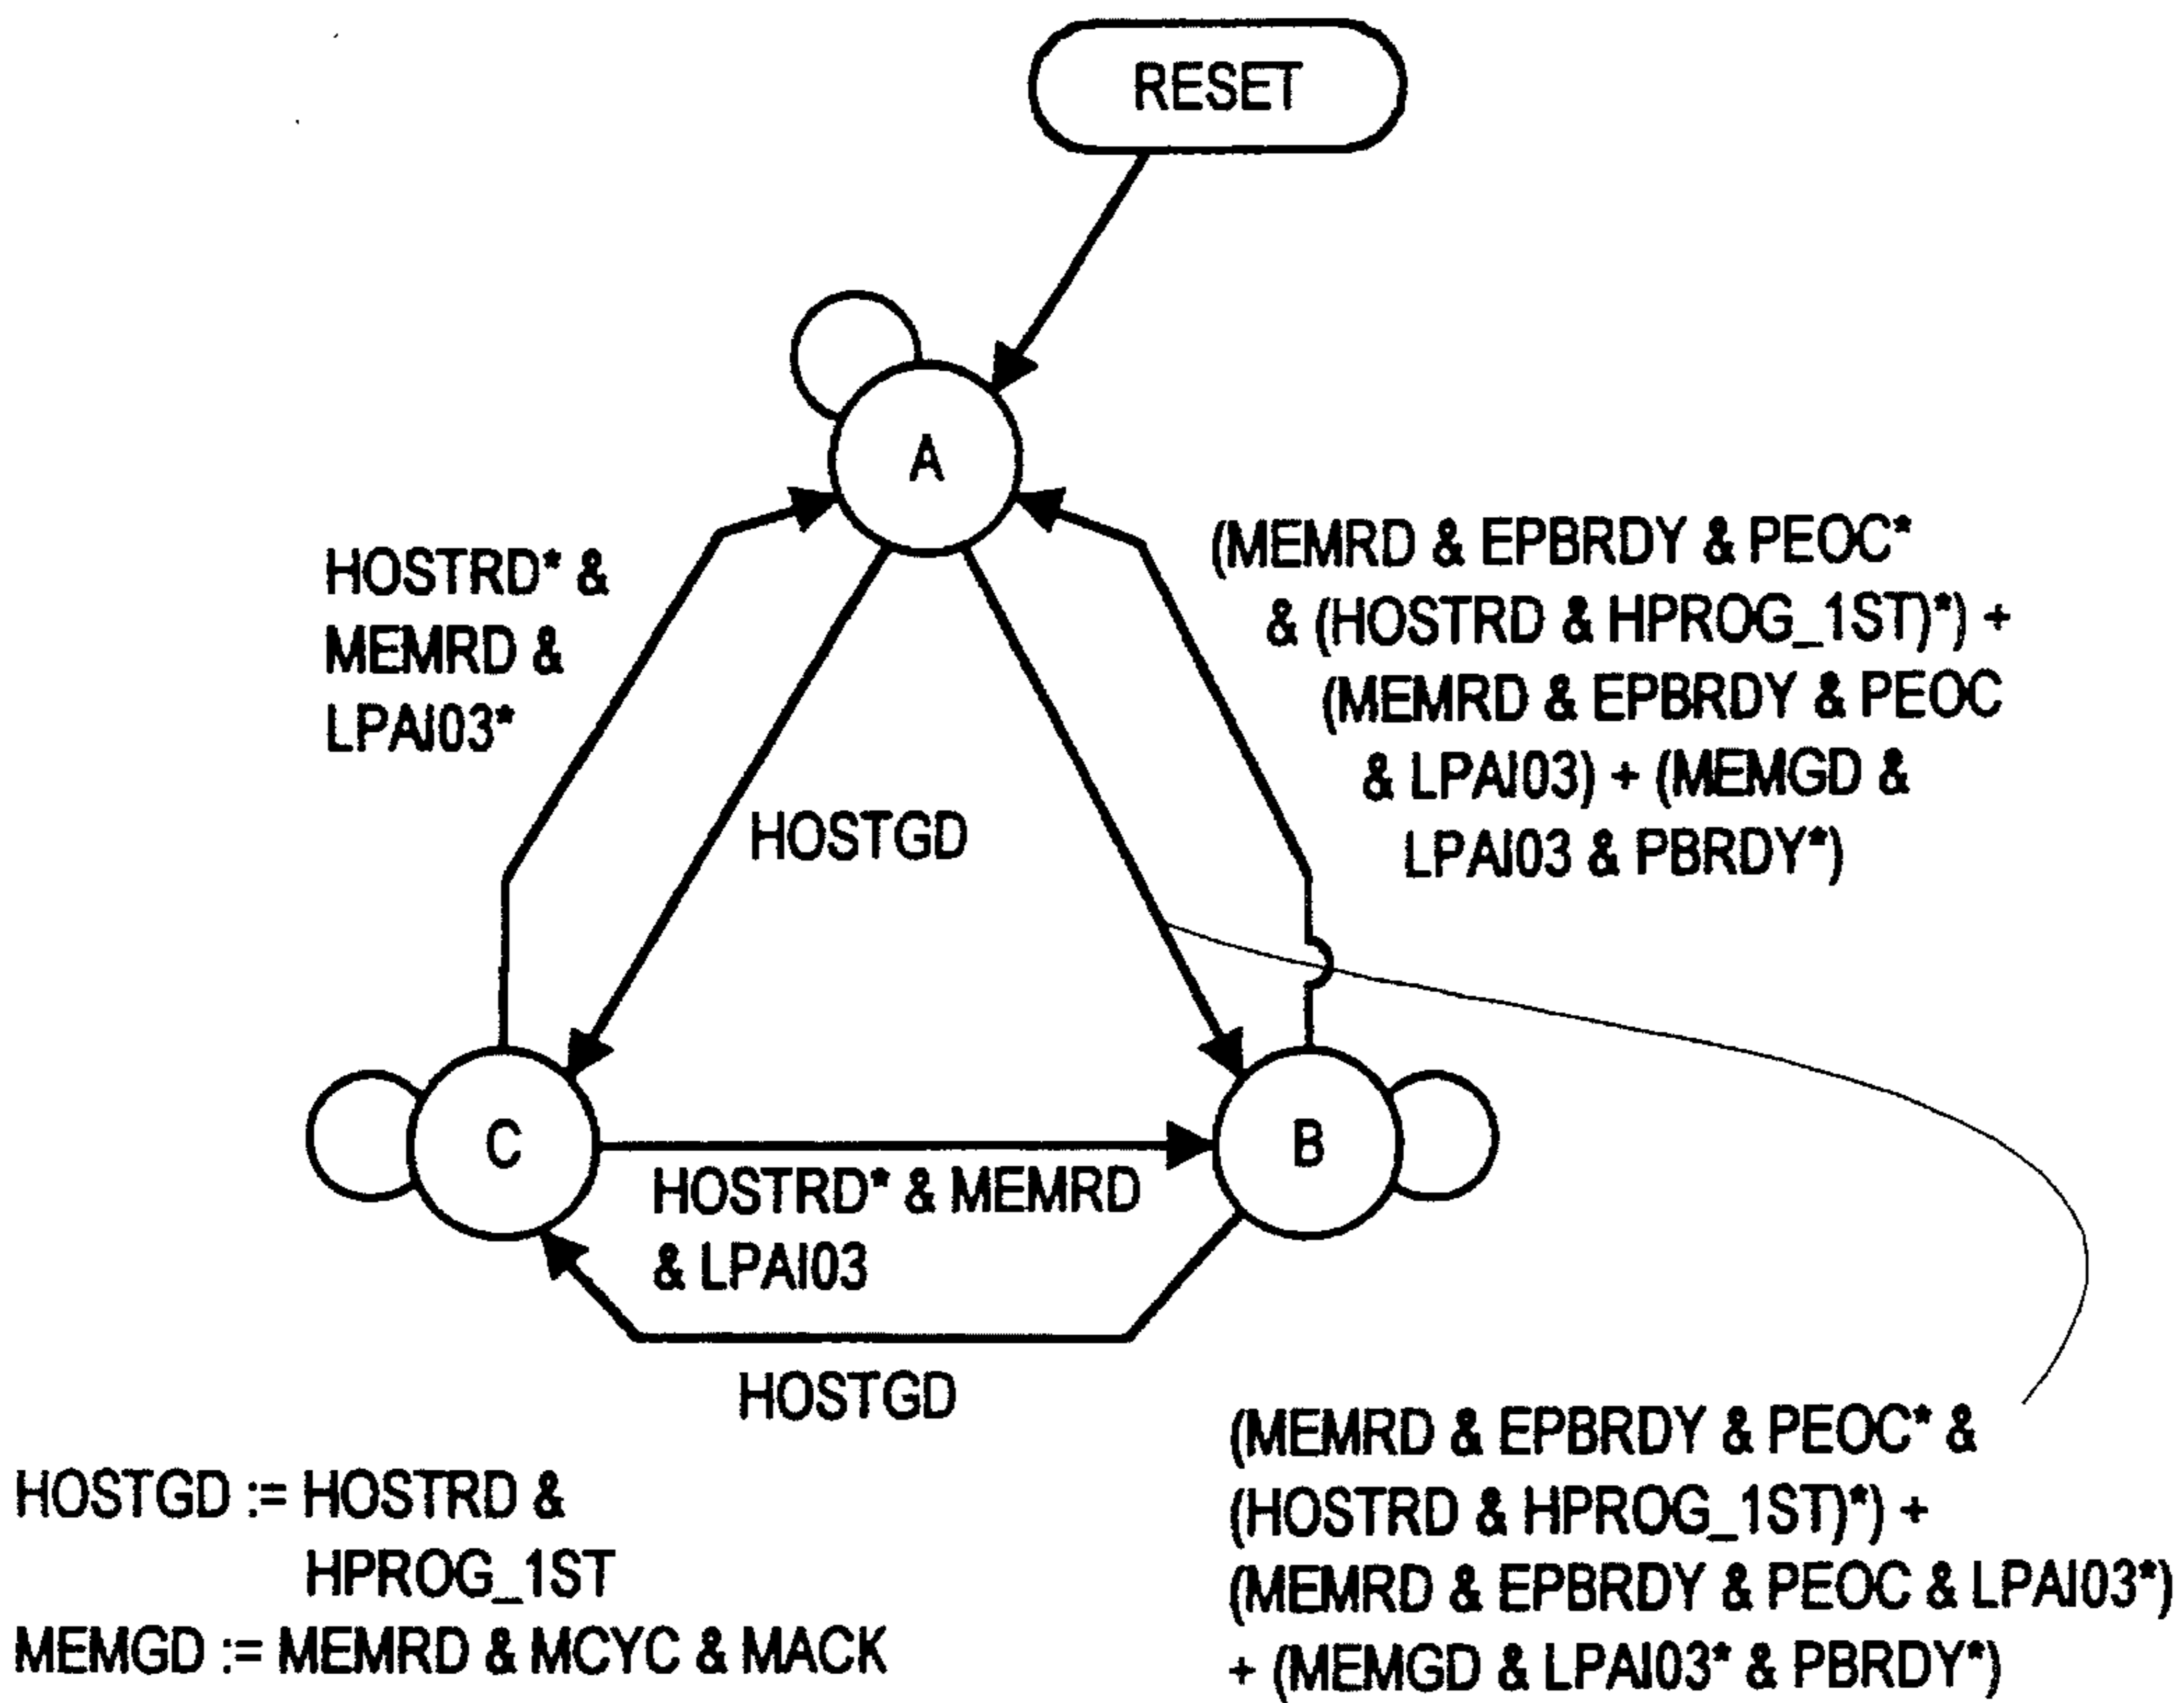 RESET
A
HOSTRD* &
MEMRD &
LPAI03*
(MEMRD & EPBRDY & PEOC*
& (HOSTRD & HPROG_1ST)*) +
(MEMRD & EPBRDY & PEOC
& LPAI03) + (MEMGD &
LPAI03 & PBRDY*)
HOSTGD
C
B
HOSTRD* & MEMRD
& LPAI03
HOSTGD
HOSTGD := HOSTRD &
HPROG_1ST
MEMGD := MEMRD & MCYC & MACK
(MEMRD & EPBRDY & PEOC* &
(HOSTRD & HPROG_1ST)*) +
(MEMRD & EPBRDY & PEOC & LPAI03*)
+ (MEMGD & LPAI03* & PBRDY*)